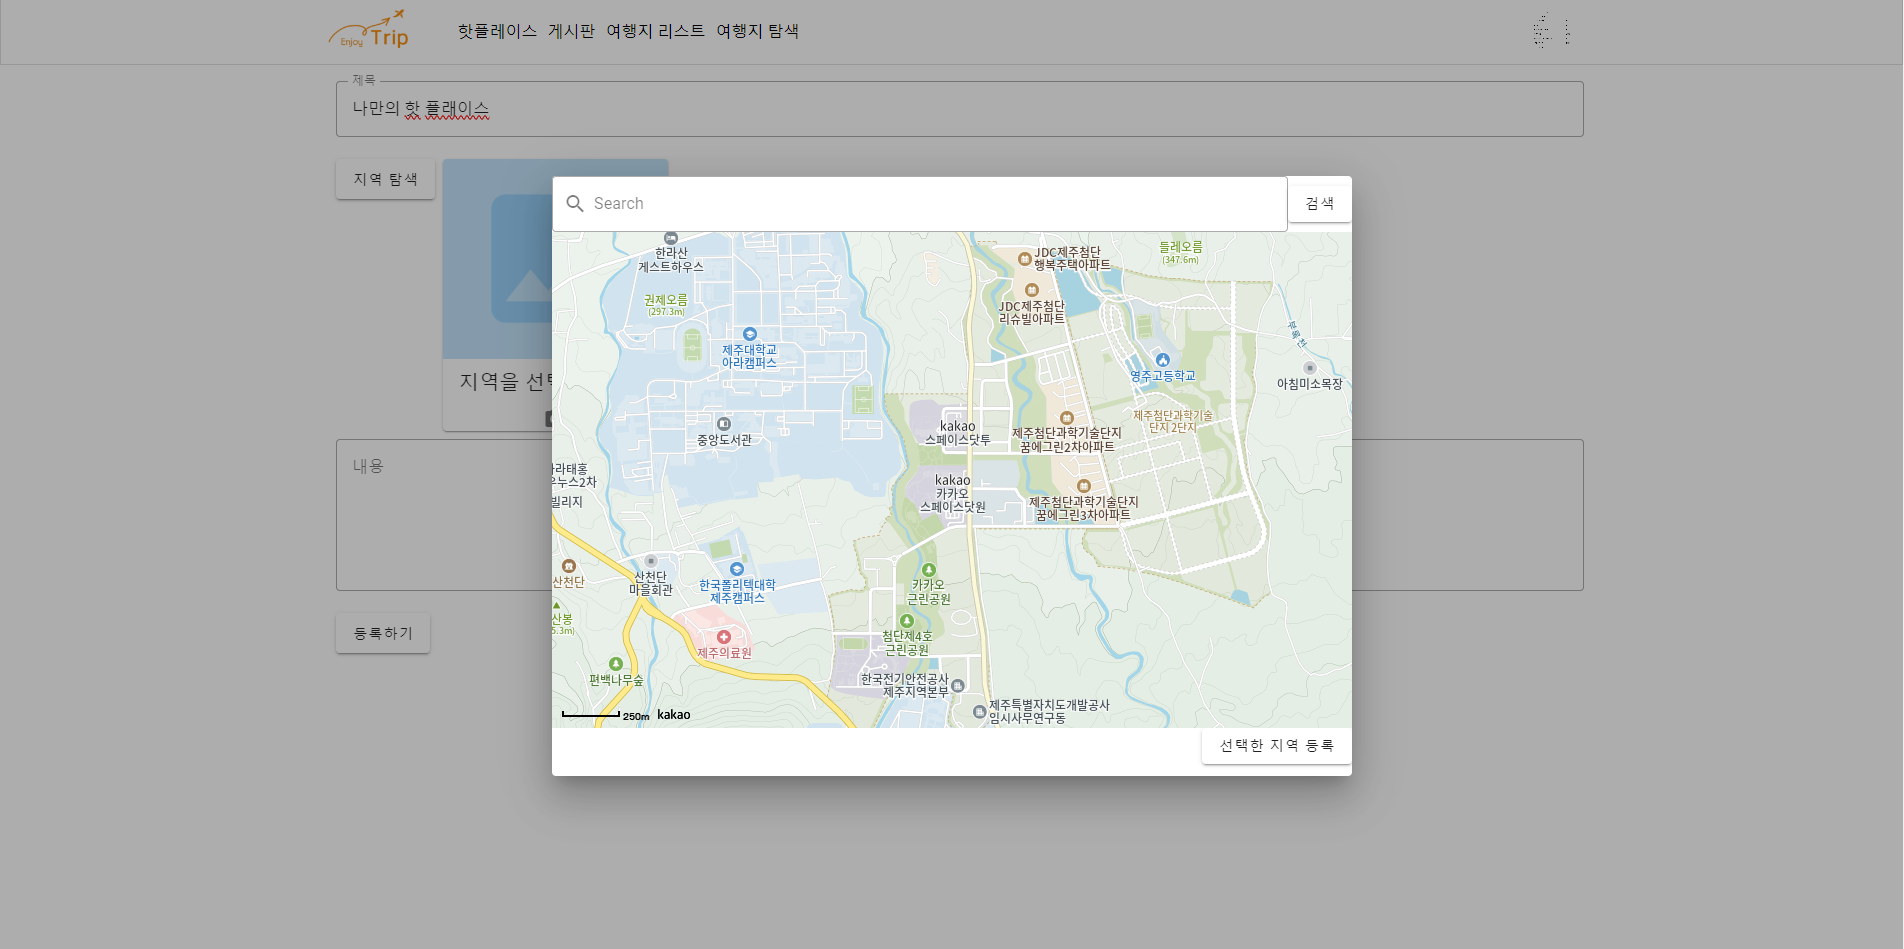 Enjoy Trip
핫플레이스 게시판 여행지 리스트 여행지 탐색
제목
나만의 핫 플래이스
지역 탐색
Search
검색
지역을 선택
내용
등록하기
한라산
게스트하우스
권제오름
(297.3m)
제주대학교
아라캠퍼스
중앙도서관
라태홍
우누스2차
빌리지
산천단
산천단
마을회관
한국폴리텍대학
제주캠퍼스
제주의료원
산봉
5.3m)
편백나무숲
JDC제주첨단
행복주택아파트
들레오름
(347.6m)
JDC제주첨단
리슈빌아파트
부록천
영주고등학교
아침미소목장
kakao
스페이스닷투
제주첨단과학기술단지
꿈에그린2차아파트
제주첨단과학기술
단지 2단지
kakao
카카오
스페이스닷원
제주첨단과학기술단지
꿈에그린3차아파트
카카오
근린공원
첨단제4호
근린공원
한국전기안전공사
제주지역본부
제주특별자치도개발공사
임시사무연구동
250m kakao
선택한 지역 등록